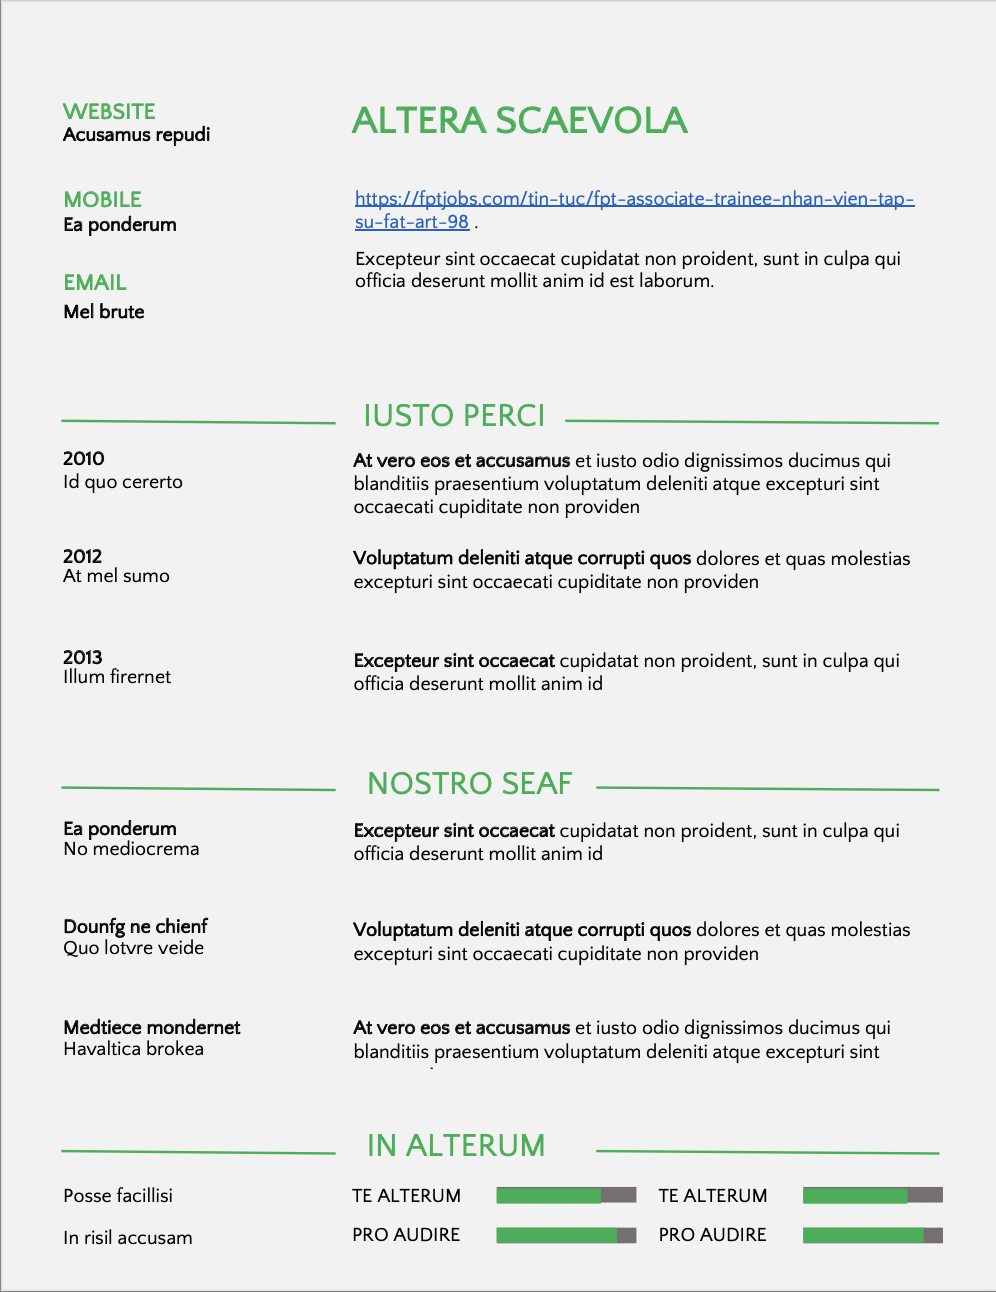 WEBSITE
Acusamus repudi
MOBILE
Ea ponderum
EMAIL
Mel brute
ALTERA SCAEVOLA
https://fptjobs.com/tin-tuc/fpt-associate-trainee-nhan-vien-tap-
su-fat-art-98 .
Excepteur sint occaecat cupidatat non proident, sunt in culpa qui
officia deserunt mollit anim id est laborum.
IUSTO PERCI
2010
Id quo cererto
At vero eos et accusamus et iusto odio dignissimos ducimus qui
blanditiis praesentium voluptatum deleniti atque excepturi sint
occaecati cupiditate non providen
2012
At mel sumo
Voluptatum deleniti atque corrupti quos dolores et quas molestias
excepturi sint occaecati cupiditate non providen
2013
Illum firernet
Excepteur sint occaecat cupidatat non proident, sunt in culpa qui
officia deserunt mollit anim id
NOSTRO SEAF
Ea ponderum
No mediocrema
Excepteur sint occaecat cupidatat non proident, sunt in culpa qui
officia deserunt mollit anim id
Dounfg ne chienf
Quo lotvre veide
Voluptatum deleniti atque corrupti quos dolores et quas molestias
excepturi sint occaecati cupiditate non providen
Medtiece mondernet
Havaltica brokea
At vero eos et accusamus et iusto odio dignissimos ducimus qui
blanditiis praesentium voluptatum deleniti atque excepturi sint
IN ALTERUM
Posse facillisi
In risil accusam
TE ALTERUM
TE ALTERUM
PRO AUDIRE
PRO AUDIRE